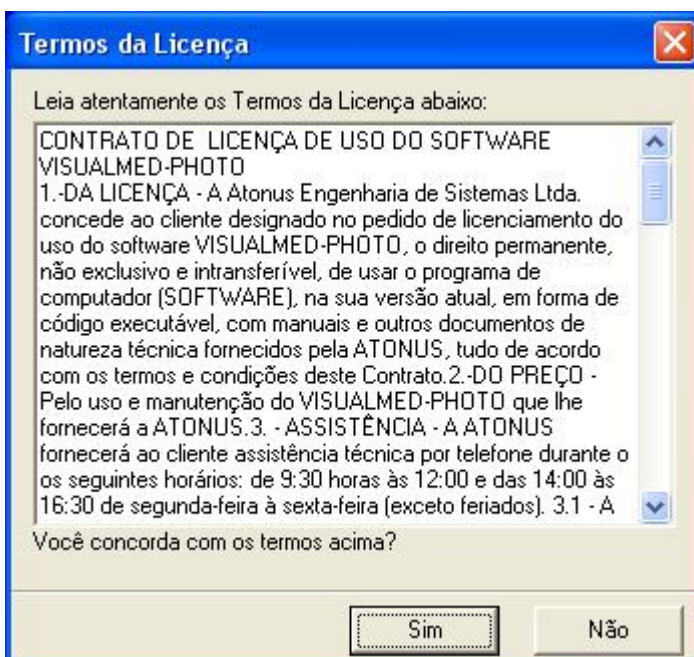 Termos da Licença
Leia atentamente os Termos da Licença abaixo:
CONTRATO DE  LICENÇA DE USO DO SOFTWARE
VISUALMED-PHOTO
1.-DA LICENÇA - A Atonus Engenharia de Sistemas Ltda.
concede ao cliente designado no pedido de licenciamento do
uso do software VISUALMED-PHOTO, o direito permanente,
não exclusivo e intransferível, de usar o programa de
computador (SOFTWARE), na sua versão atual, em forma de
código executável, com manuais e outros documentos de
natureza técnica fornecidos pela ATONUS, tudo de acordo
com os termos e condições deste Contrato.2.-DO PREÇO -
Pelo uso e manutenção do VISUALMED-PHOTO que lhe
fornecerá a ATONUS.3. - ASSISTÊNCIA - A ATONUS
fornecerá ao cliente assistência técnica por telefone durante o
os seguintes horários: de 9:30 horas às 12:00 e das 14:00 às
16:30 de segunda-feira à sexta-feira (exceto feriados). 3.1 - A
Você concorda com os termos acima?
Sim
Não